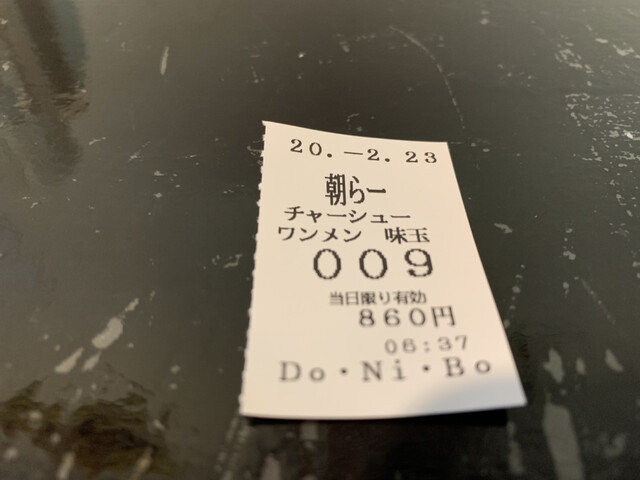 20.-2.23
朝らー
チャーシュー
ワンメン 味玉
009
当日限り有効
860円
06:37
Do・Ni・Bo